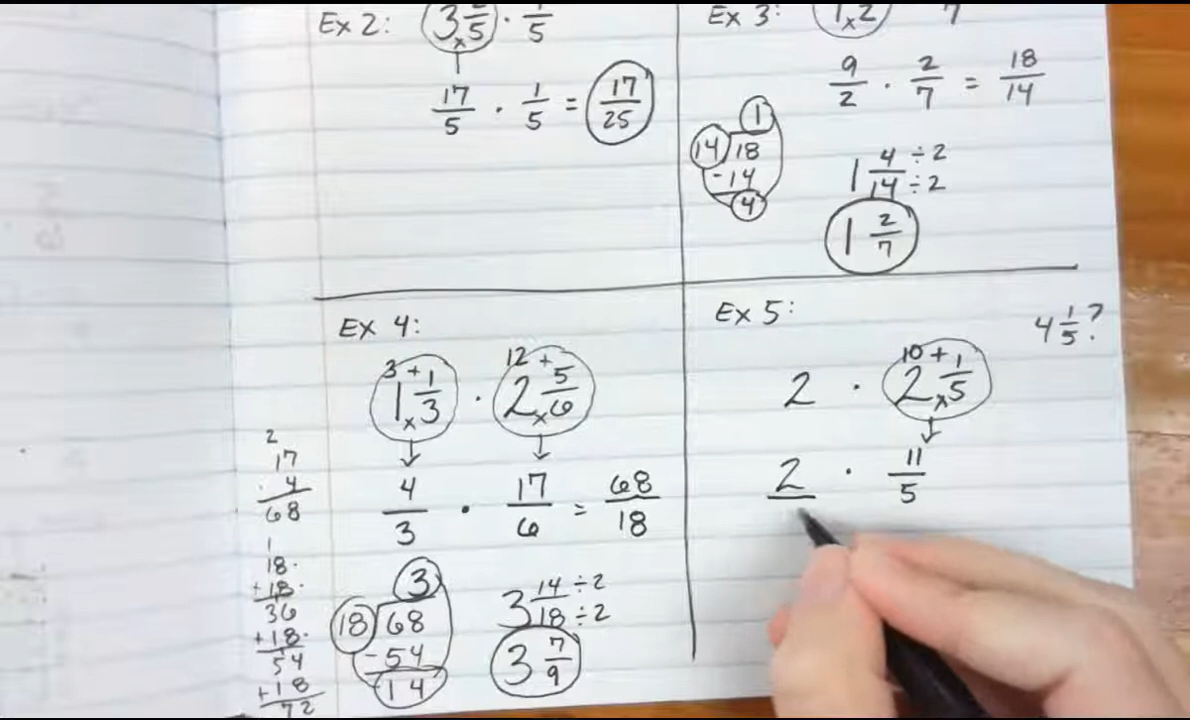 Ex 2: 3 2/5 · 1/5
17/5 · 1/5 = 17/25
Ex 3:
9/2 · 2/7 = 18/14
1
14 18
-14
4
1 4/14 ÷2 ÷2
1 2/7
Ex 4:
3 + 12 +
1 1/3 × · 2 5/6 ×
4/3 · 17/6 = 68/18
2
17
· 4
68
1
18·
+18·
36
+18·
54
+18
72
3
18 68
-54
14
3 14/18 ÷2 ÷2
3 7/9
Ex 5:
4 1/5?
10 +
2 · 2 1/5 ×
2 · 11/5